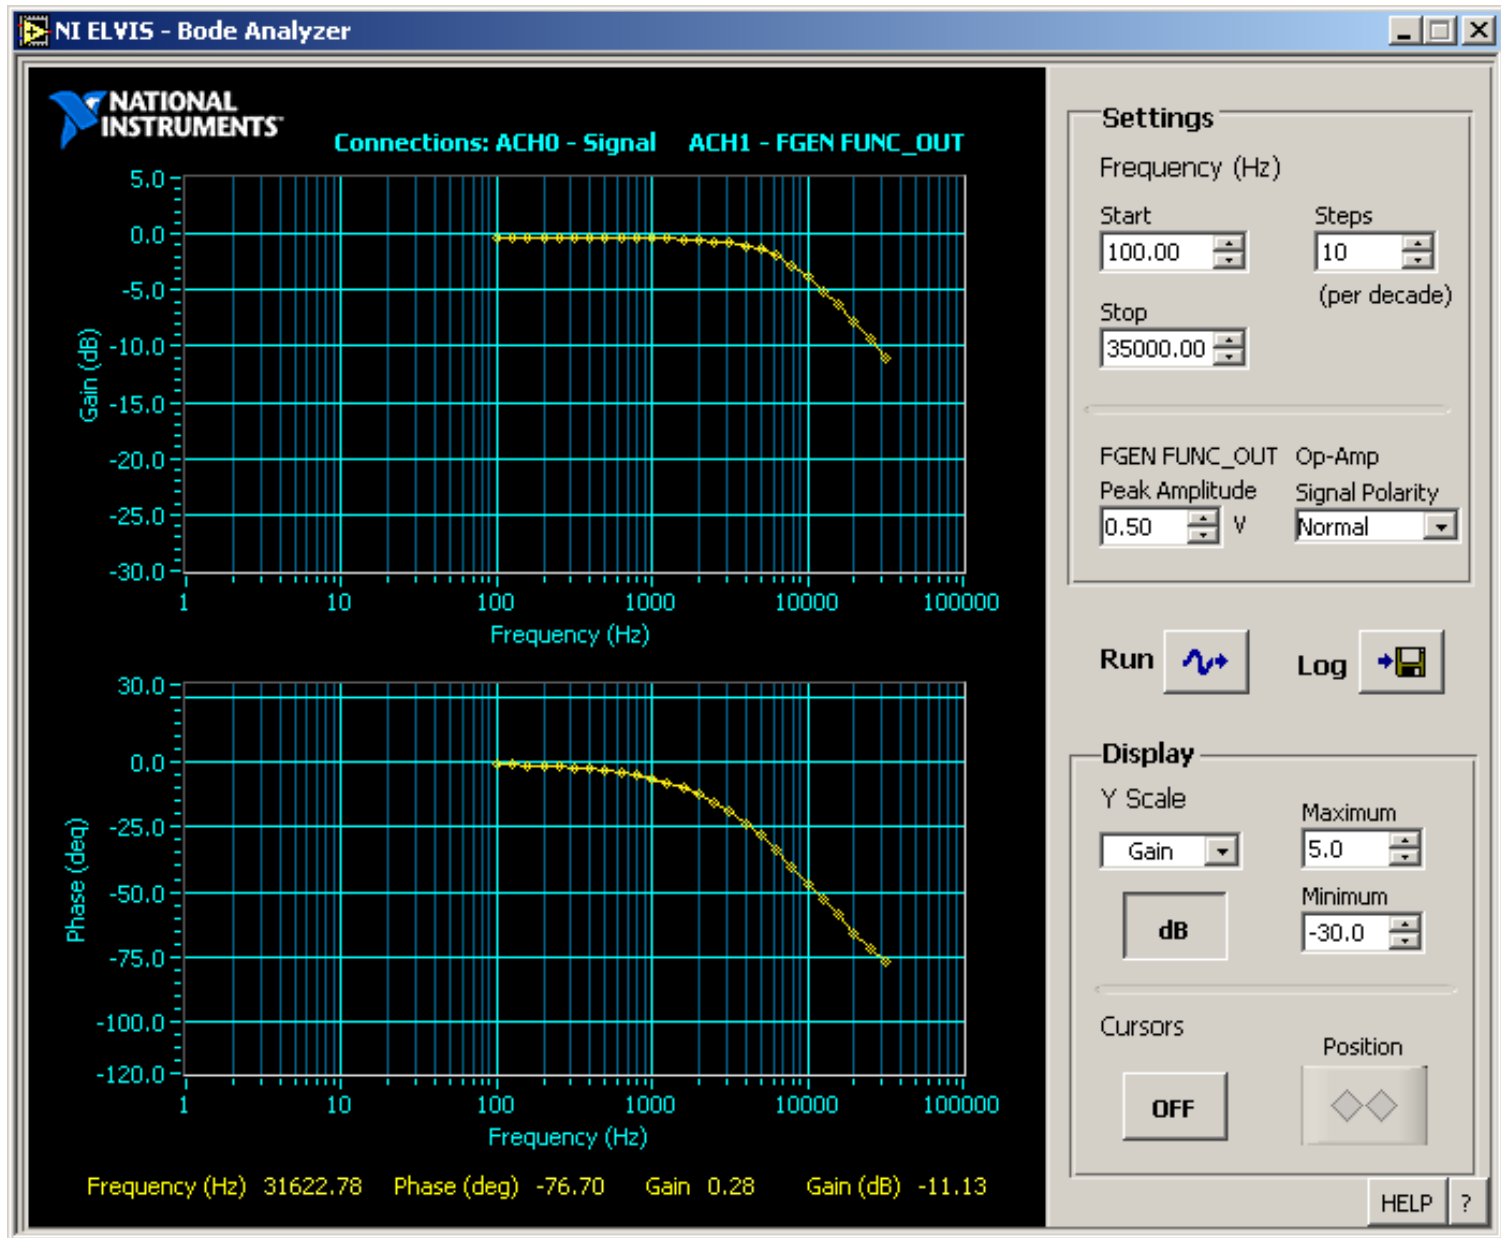 NI ELVIS - Bode Analyzer
NATIONAL
INSTRUMENTS
Connections: ACH0 - Signal ACH1 - FGEN FUNC_OUT
5.0
0.0
-5.0
-10.0
-15.0
-20.0
-25.0
-30.0
Gain (dB)
1 10 100 1000 10000 100000
Frequency (Hz)
30.0
0.0
-25.0
-50.0
-75.0
-100.0
-120.0
Phase (deg)
1 10 100 1000 10000 100000
Frequency (Hz)
Frequency (Hz) 31622.78 Phase (deg) -76.70 Gain 0.28 Gain (dB) -11.13
Settings
Frequency (Hz)
Start Steps
100.00 10
(per decade)
Stop
35000.00
FGEN FUNC_OUT Op-Amp
Peak Amplitude Signal Polarity
0.50 V Normal
Run Log
Display
Y Scale
Maximum
Gain 5.0
Minimum
dB -30.0
Cursors
Position
OFF
HELP ?